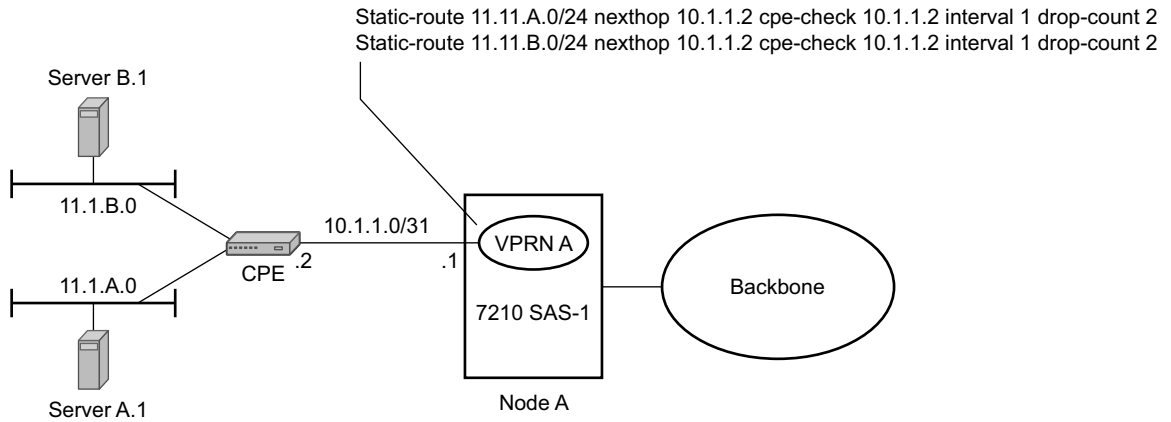 Static-route 11.11.A.0/24 nexthop 10.1.1.2 cpe-check 10.1.1.2 interval 1 drop-count 2
Static-route 11.11.B.0/24 nexthop 10.1.1.2 cpe-check 10.1.1.2 interval 1 drop-count 2
Server B.1
11.1.B.0
10.1.1.0/31
VPRN A
CPE
.2
.1
11.1.A.0
Backbone
7210 SAS-1
Server A.1
Node A